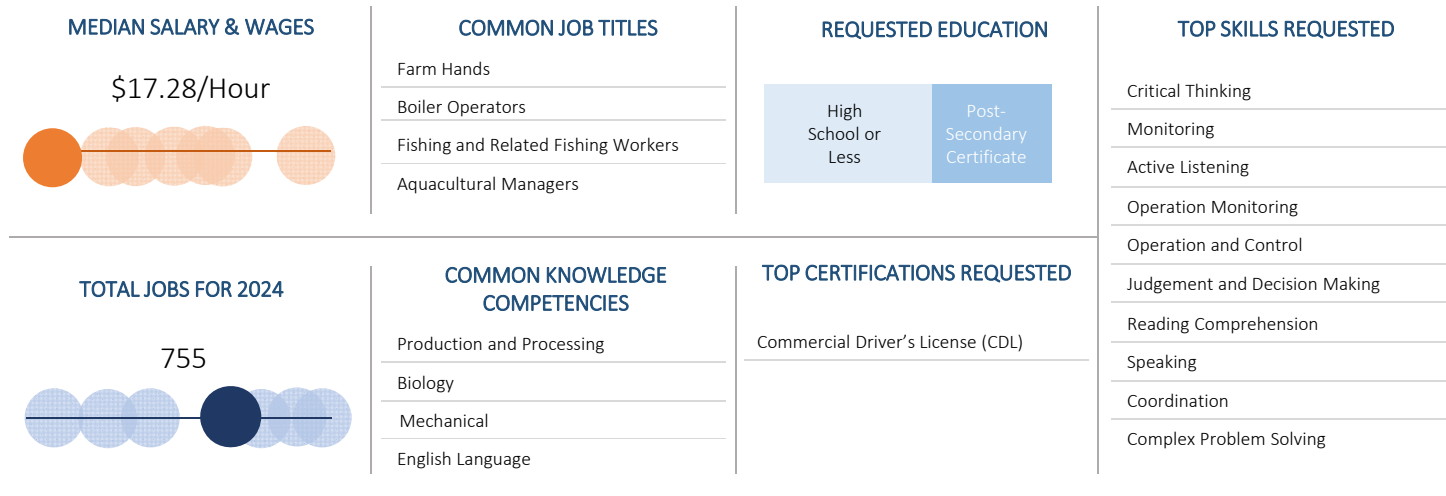 MEDIAN SALARY & WAGES
$17.28/Hour
COMMON JOB TITLES
Farm Hands
Boiler Operators
Fishing and Related Fishing Workers
Aquacultural Managers
REQUESTED EDUCATION
High
School or
Less
Post-
Secondary
Certificate
TOP SKILLS REQUESTED
Critical Thinking
Monitoring
Active Listening
Operation Monitoring
Operation and Control
Judgement and Decision Making
Reading Comprehension
Speaking
Coordination
Complex Problem Solving
TOTAL JOBS FOR 2024
755
COMMON KNOWLEDGE
COMPETENCIES
Production and Processing
Biology
Mechanical
English Language
TOP CERTIFICATIONS REQUESTED
Commercial Driver’s License (CDL)